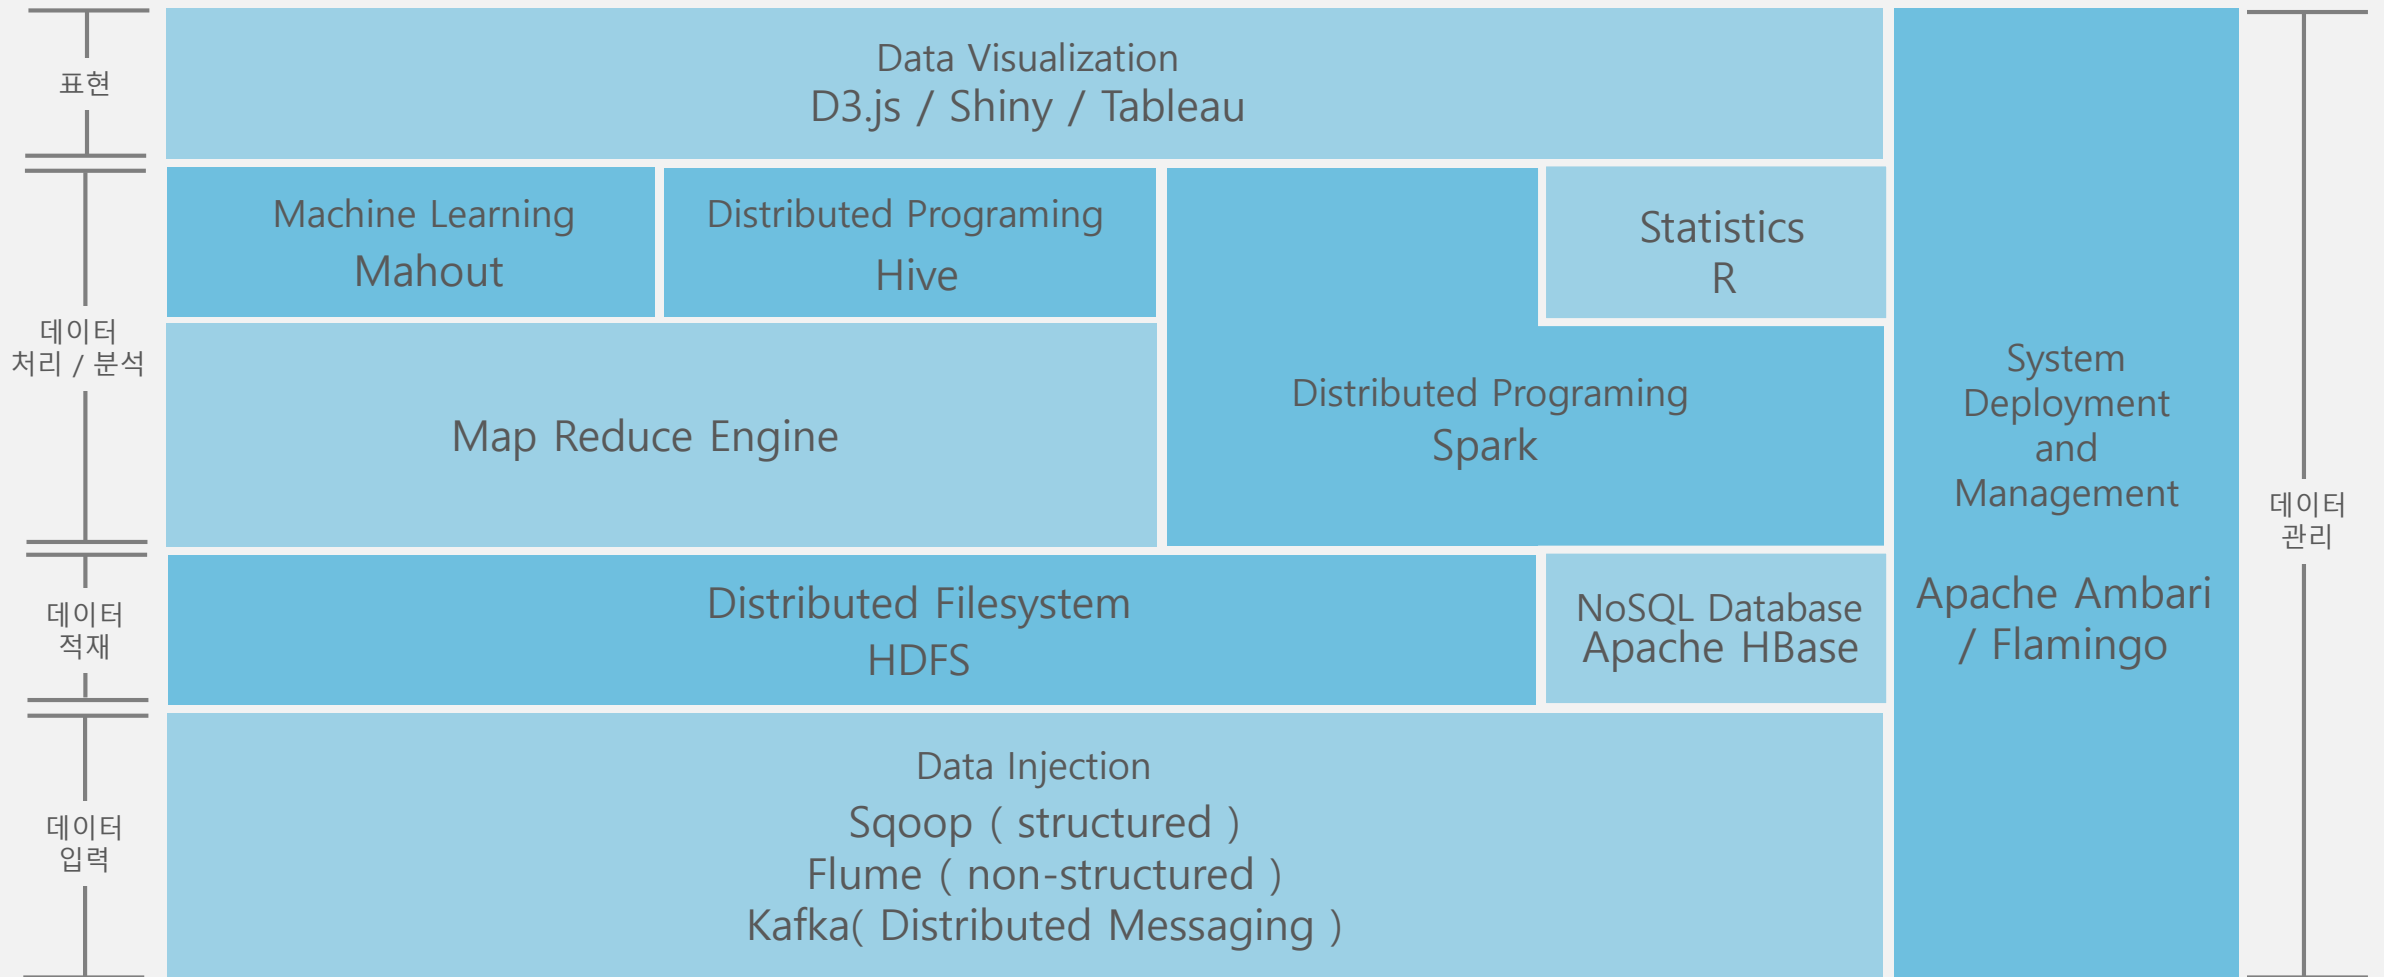 표현
Data Visualization
D3.js / Shiny / Tableau
데이터
처리 / 분석
Machine Learning
Mahout
Distributed Programing
Hive
Statistics
R
Map Reduce Engine
Distributed Programing
Spark
데이터
적재
Distributed Filesystem
HDFS
NoSQL Database
Apache HBase
데이터
입력
Data Injection
Sqoop ( structured )
Flume ( non-structured )
Kafka( Distributed Messaging )
System
Deployment
and
Management
Apache Ambari
/ Flamingo
데이터
관리